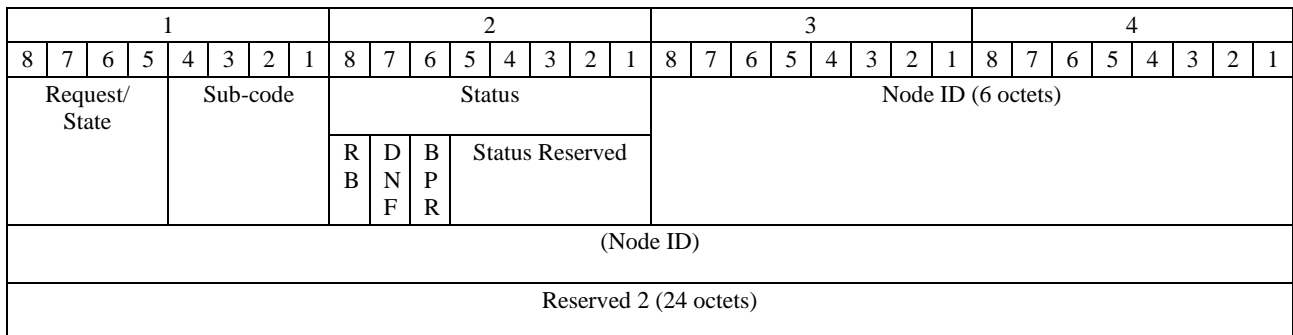 1 2 3 4
8 7 6 5 4 3 2 1 8 7 6 5 4 3 2 1 8 7 6 5 4 3 2 1 8 7 6 5 4 3 2 1
Request/
State
Sub-code
Status
Node ID (6 octets)
R
B
D
N
F
B
P
R
Status Reserved
(Node ID)
Reserved 2 (24 octets)